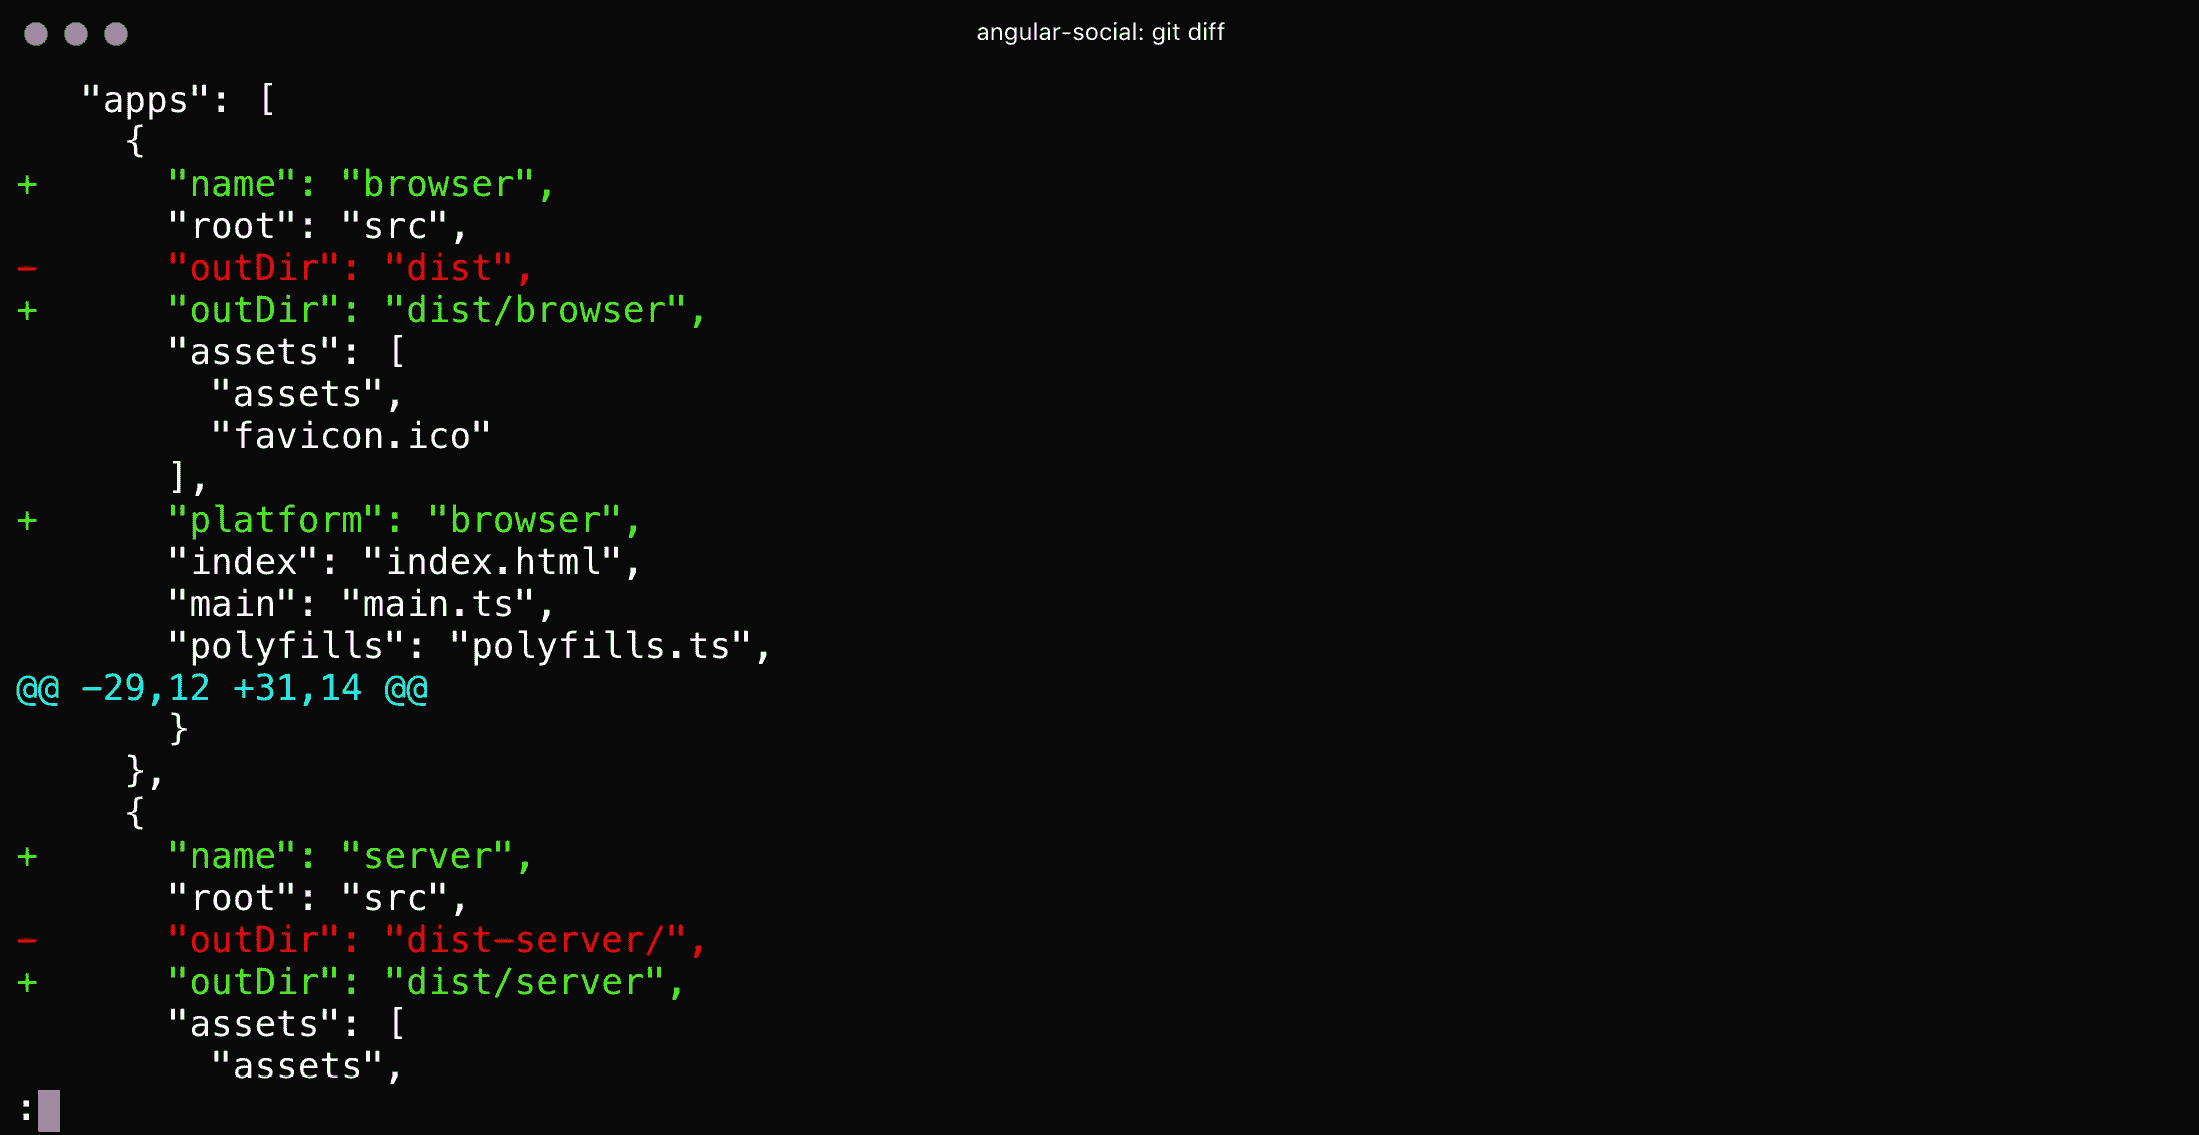 angular-social: git diff
    "apps": [
      {
+       "name": "browser",
        "root": "src",
-       "outDir": "dist",
+       "outDir": "dist/browser",
        "assets": [
          "assets",
          "favicon.ico"
        ],
+       "platform": "browser",
        "index": "index.html",
        "main": "main.ts",
        "polyfills": "polyfills.ts",
@@ -29,12 +31,14 @@
        }
      },
      {
+       "name": "server",
        "root": "src",
-       "outDir": "dist-server/",
+       "outDir": "dist/server",
        "assets": [
          "assets",
: